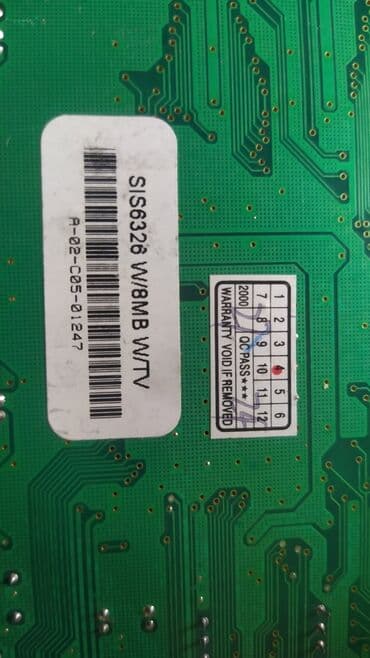 SIS6326 W/8MB W/TV
A-02-C05-01247
1 2 3 4 5 6
7 8 9 10 11 12
2000 QC PASS***
WARRANTY VOID IF REMOVED